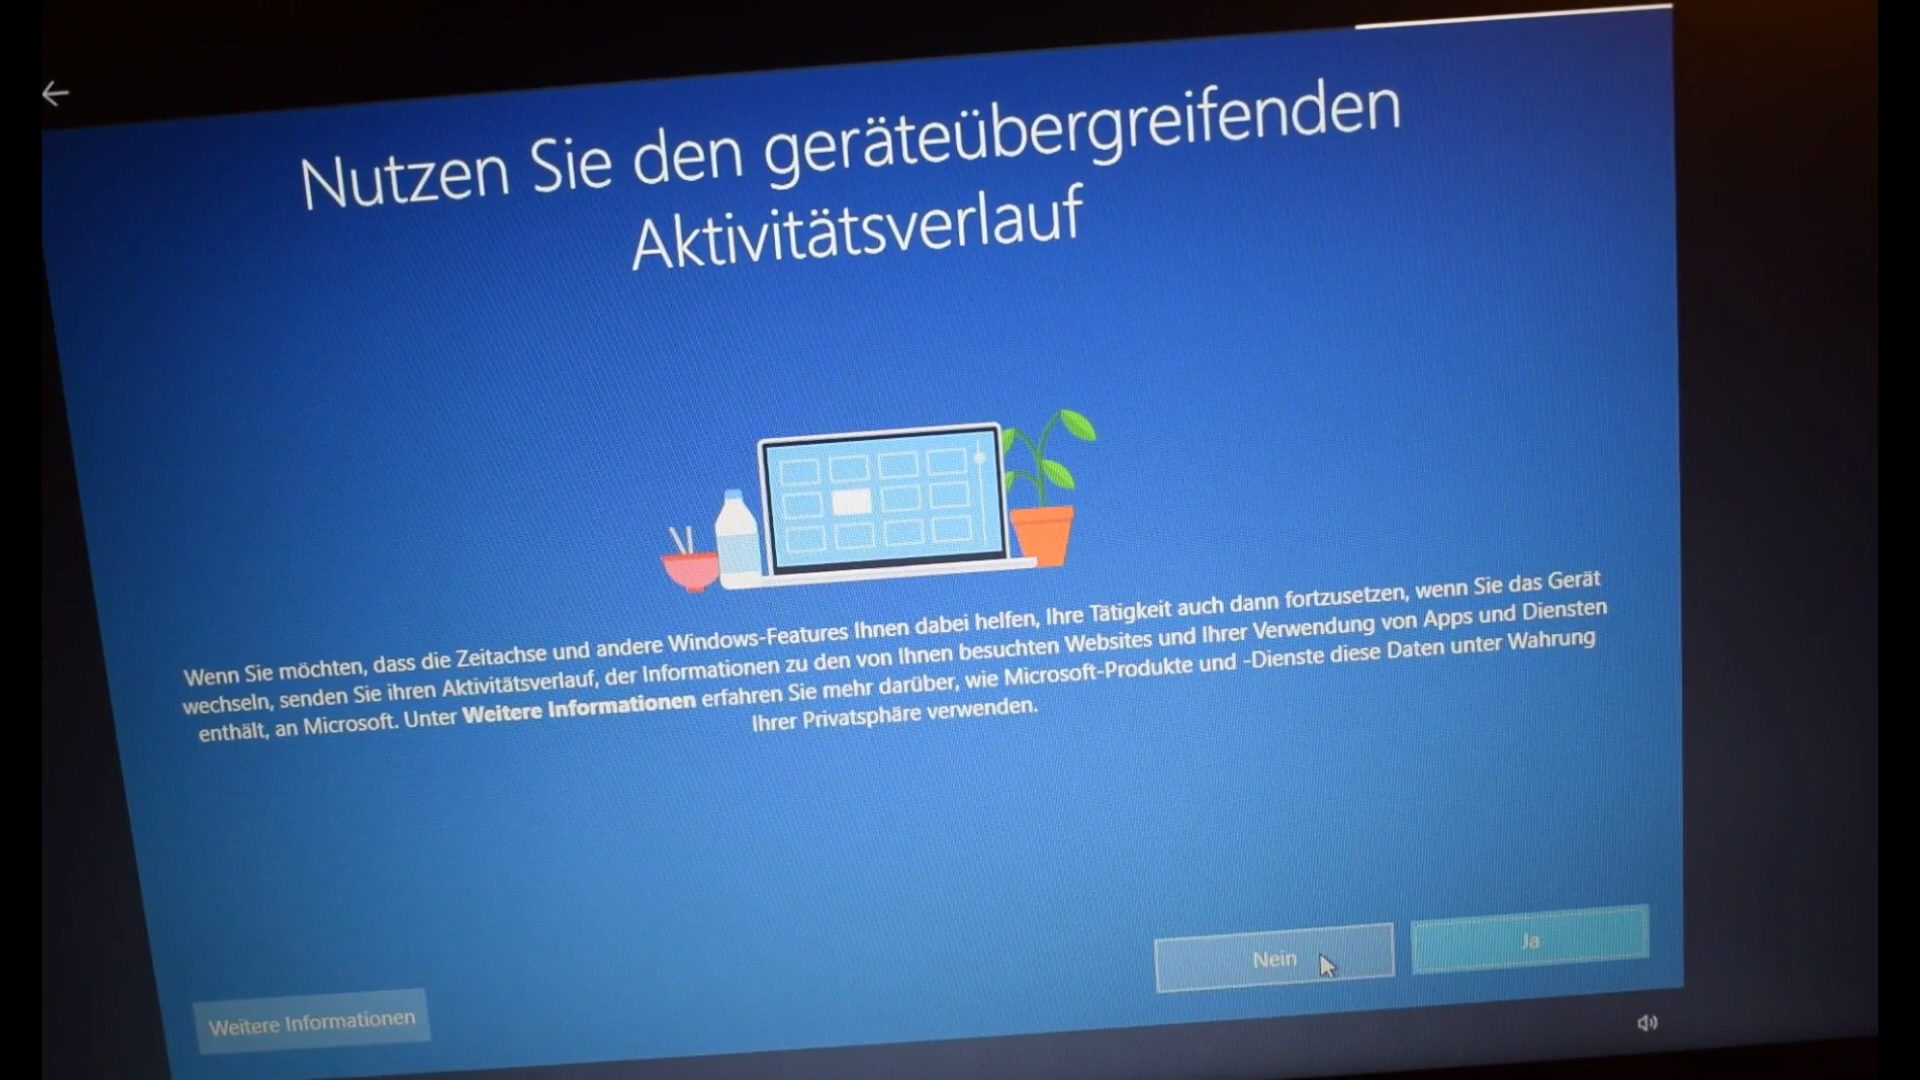 Nutzen Sie den geräteübergreifenden
Aktivitätsverlauf
Wenn Sie möchten, dass die Zeitachse und andere Windows-Features Ihnen dabei helfen, Ihre Tätigkeit auch dann fortzusetzen, wenn Sie das Gerät
wechseln, senden Sie ihren Aktivitätsverlauf, der Informationen zu den von Ihnen besuchten Websites und Ihrer Verwendung von Apps und Diensten
enthält, an Microsoft. Unter Weitere Informationen erfahren Sie mehr darüber, wie Microsoft-Produkte und -Dienste diese Daten unter Wahrung
Ihrer Privatsphäre verwenden.
Nein
Ja
Weitere Informationen